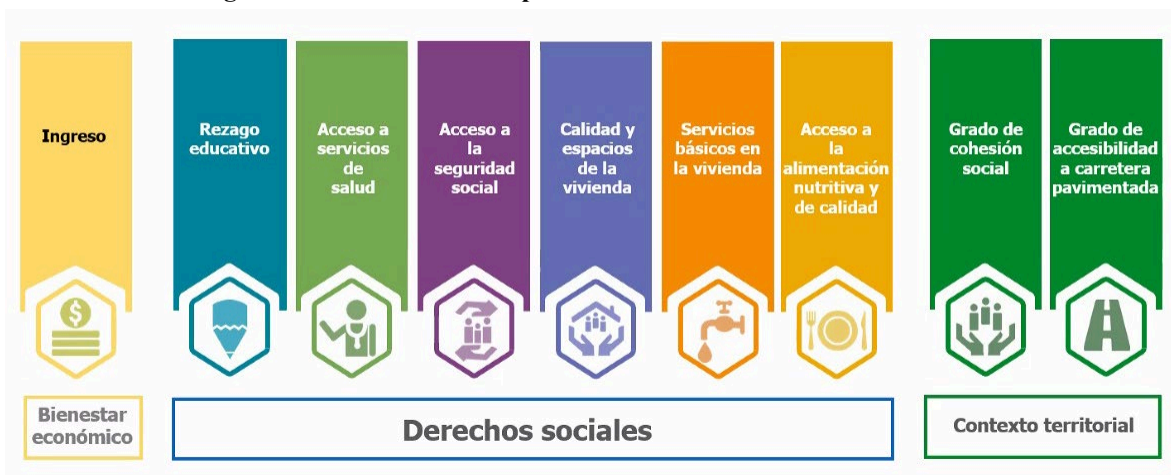 Ingreso
Rezago
educativo
Acceso a
servicios
de
salud
Acceso a
la
seguridad
social
Calidad y
espacios
de la
vivienda
Servicios
básicos en
la vivienda
Acceso a
la
alimentación
nutritiva y
de calidad
Grado de
cohesión
social
Grado de
accesibilidad
a carretera
pavimentada
$
Bienestar
económico
Derechos sociales
Contexto territorial